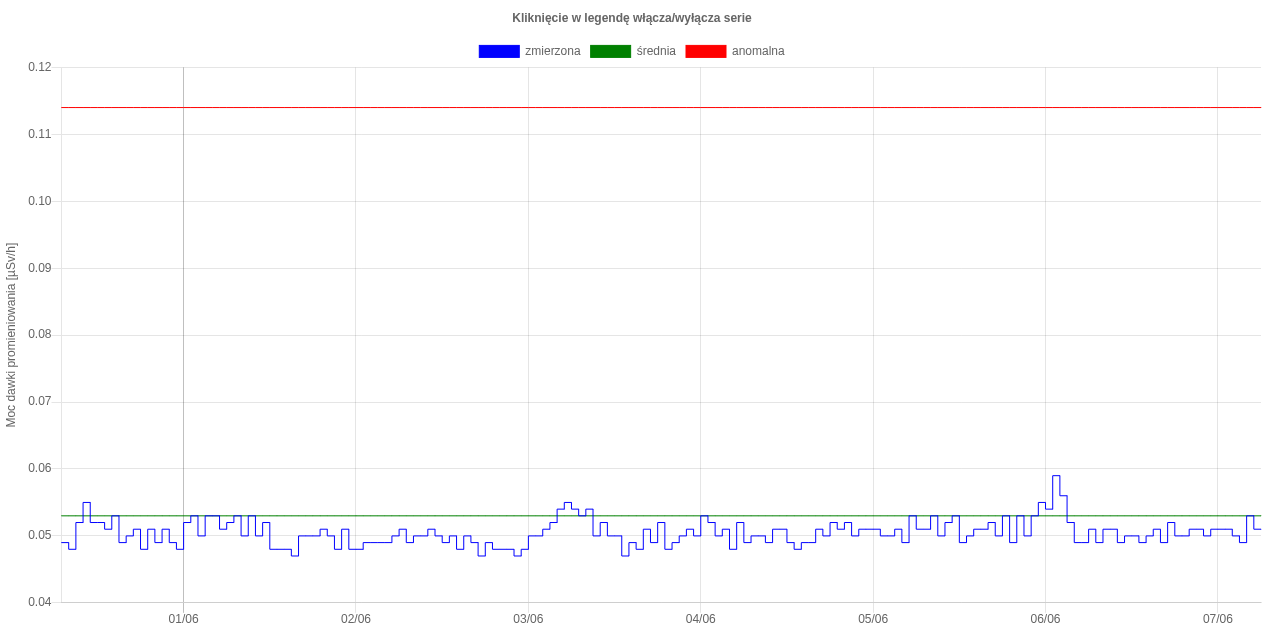 Kliknięcie w legendę włącza/wyłącza serie
zmierzona średnia anomalna
Moc dawki promieniowania [µSv/h]
0.12
0.11
0.10
0.09
0.08
0.07
0.06
0.05
0.04
01/06 02/06 03/06 04/06 05/06 06/06 07/06